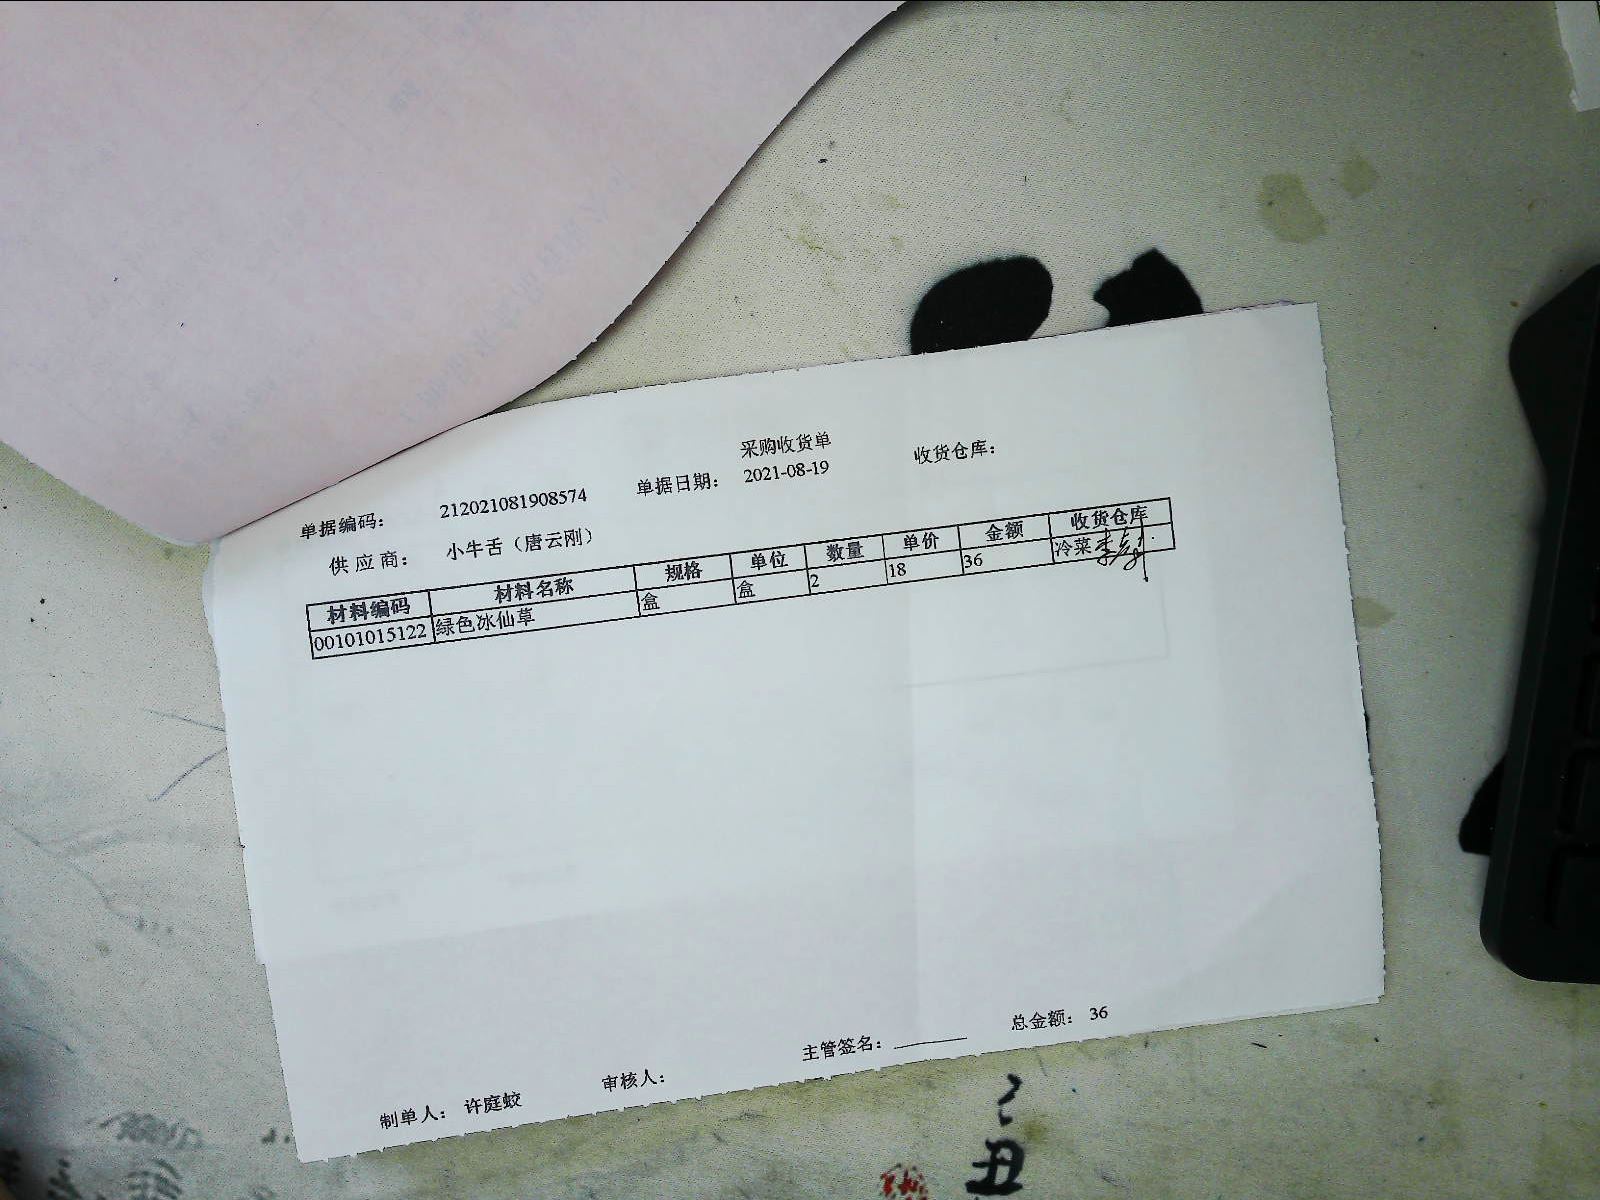 采购收货单
单据编码： 212021081908574 单据日期： 2021-08-19 收货仓库：
供应商： 小牛舌（唐云刚）
材料编码 材料名称 规格 单位 数量 单价 金额 收货仓库
00101015122 绿色冰仙草 盒 盒 2 18 36 冷菜
制单人： 许庭蛟 审核人： 主管签名： 总金额： 36
丑